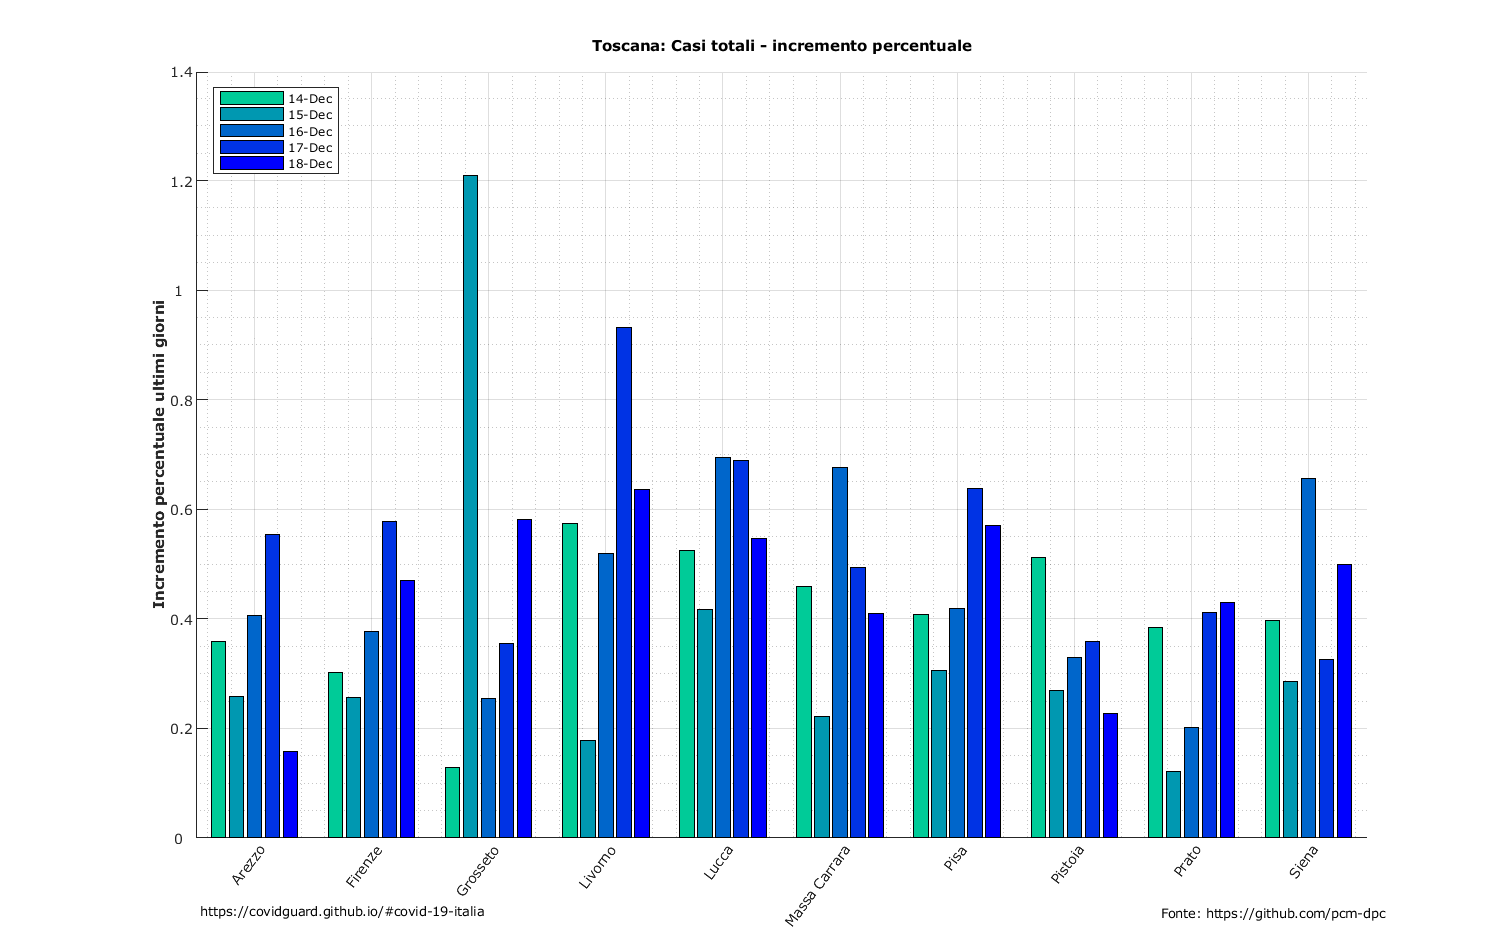 Toscana: Casi totali - incremento percentuale
1.4
1.2
1
0.8
0.6
0.4
0.2
0
Incremento percentuale ultimi giorni
14-Dec
15-Dec
16-Dec
17-Dec
18-Dec
Arezzo
Firenze
Grosseto
Livorno
Lucca
Massa Carrara
Pisa
Pistoia
Prato
Siena
https://covidguard.github.io/#covid-19-italia
Fonte: https://github.com/pcm-dpc